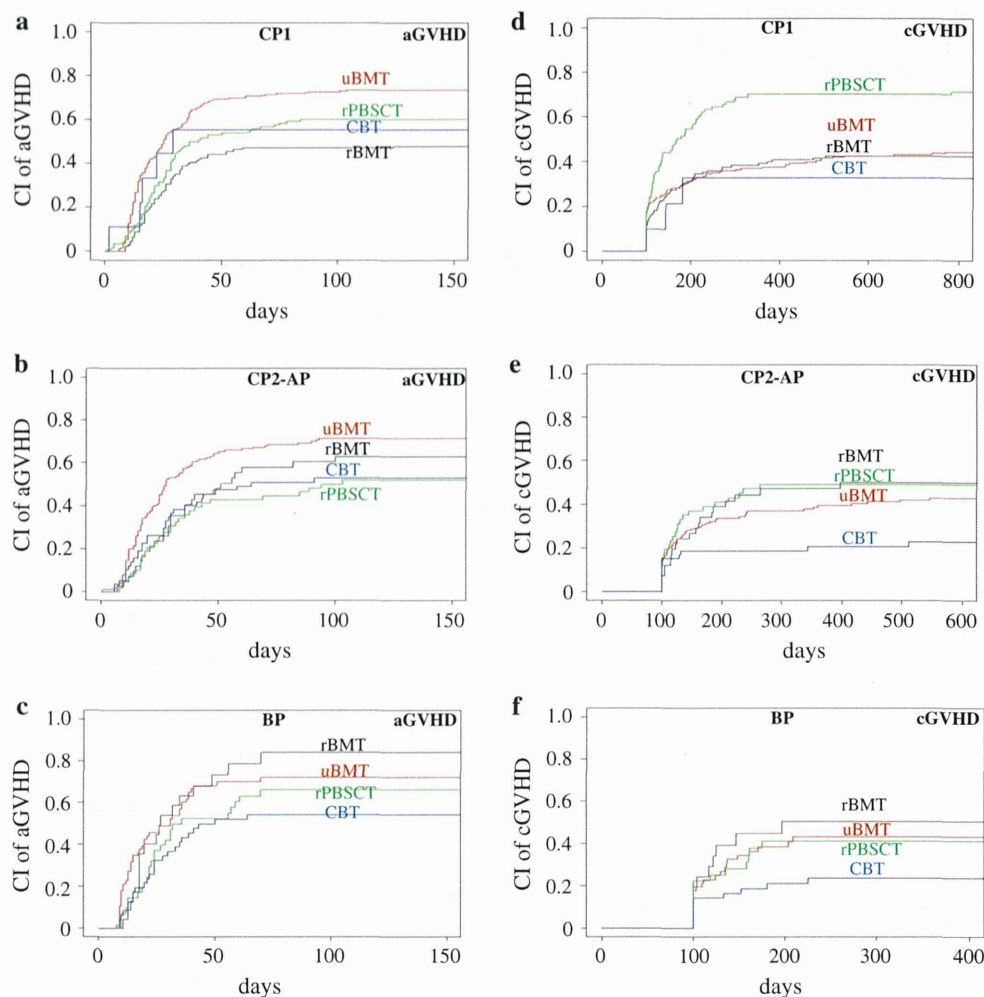 a
CP1 aGVHD
CI of aGVHD
1.0
0.8
0.6
0.4
0.2
0
uBMT
rPBSCT
CBT
rBMT
0 50 100 150
days
d
CP1 cGVHD
CI of cGVHD
1.0
0.8
0.6
0.4
0.2
0
rPBSCT
uBMT
rBMT
CBT
0 200 400 600 800
days
b
CP2-AP aGVHD
CI of aGVHD
1.0
0.8
0.6
0.4
0.2
0
uBMT
rBMT
CBT
rPBSCT
0 50 100 150
days
e
CP2-AP cGVHD
CI of cGVHD
1.0
0.8
0.6
0.4
0.2
0
rBMT
rPBSCT
uBMT
CBT
0 100 200 300 400 500 600
days
c
BP aGVHD
CI of aGVHD
1.0
0.8
0.6
0.4
0.2
0
rBMT
uBMT
rPBSCT
CBT
0 50 100 150
days
f
BP cGVHD
CI of cGVHD
1.0
0.8
0.6
0.4
0.2
0
rBMT
uBMT
rPBSCT
CBT
0 100 200 300 400
days